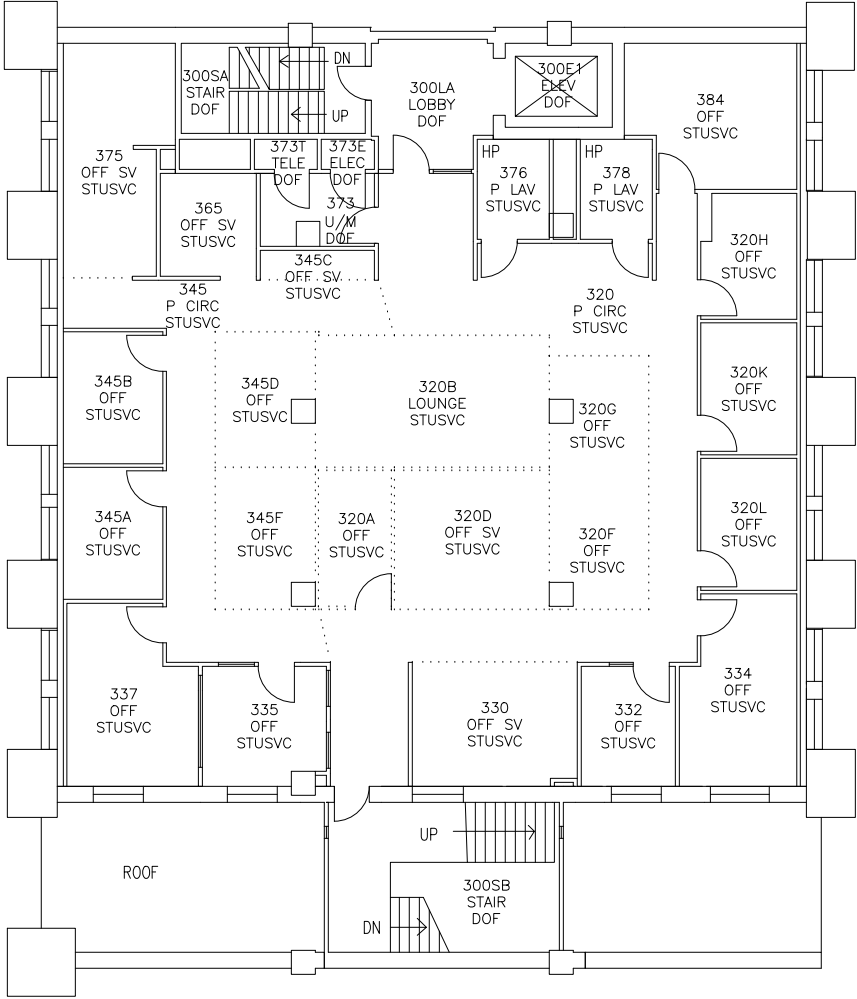 DN
300SA
STAIR
DOF
UP
300LA
LOBBY
DOF
300E1
ELEV
DOF
384
OFF
STUSVC
375
OFF SV
STUSVC
373T
TELE
DOF
373E
ELEC
DOF
HP
376
P LAV
STUSVC
HP
378
P LAV
STUSVC
365
OFF SV
STUSVC
373
U/M
DOF
320H
OFF
STUSVC
345C
OFF SV
STUSVC
345
P CIRC
STUSVC
320
P CIRC
STUSVC
345B
OFF
STUSVC
345D
OFF
STUSVC
320B
LOUNGE
STUSVC
320G
OFF
STUSVC
320K
OFF
STUSVC
345A
OFF
STUSVC
345F
OFF
STUSVC
320A
OFF
STUSVC
320D
OFF SV
STUSVC
320F
OFF
STUSVC
320L
OFF
STUSVC
337
OFF
STUSVC
335
OFF
STUSVC
330
OFF SV
STUSVC
332
OFF
STUSVC
334
OFF
STUSVC
UP
ROOF
300SB
STAIR
DOF
DN